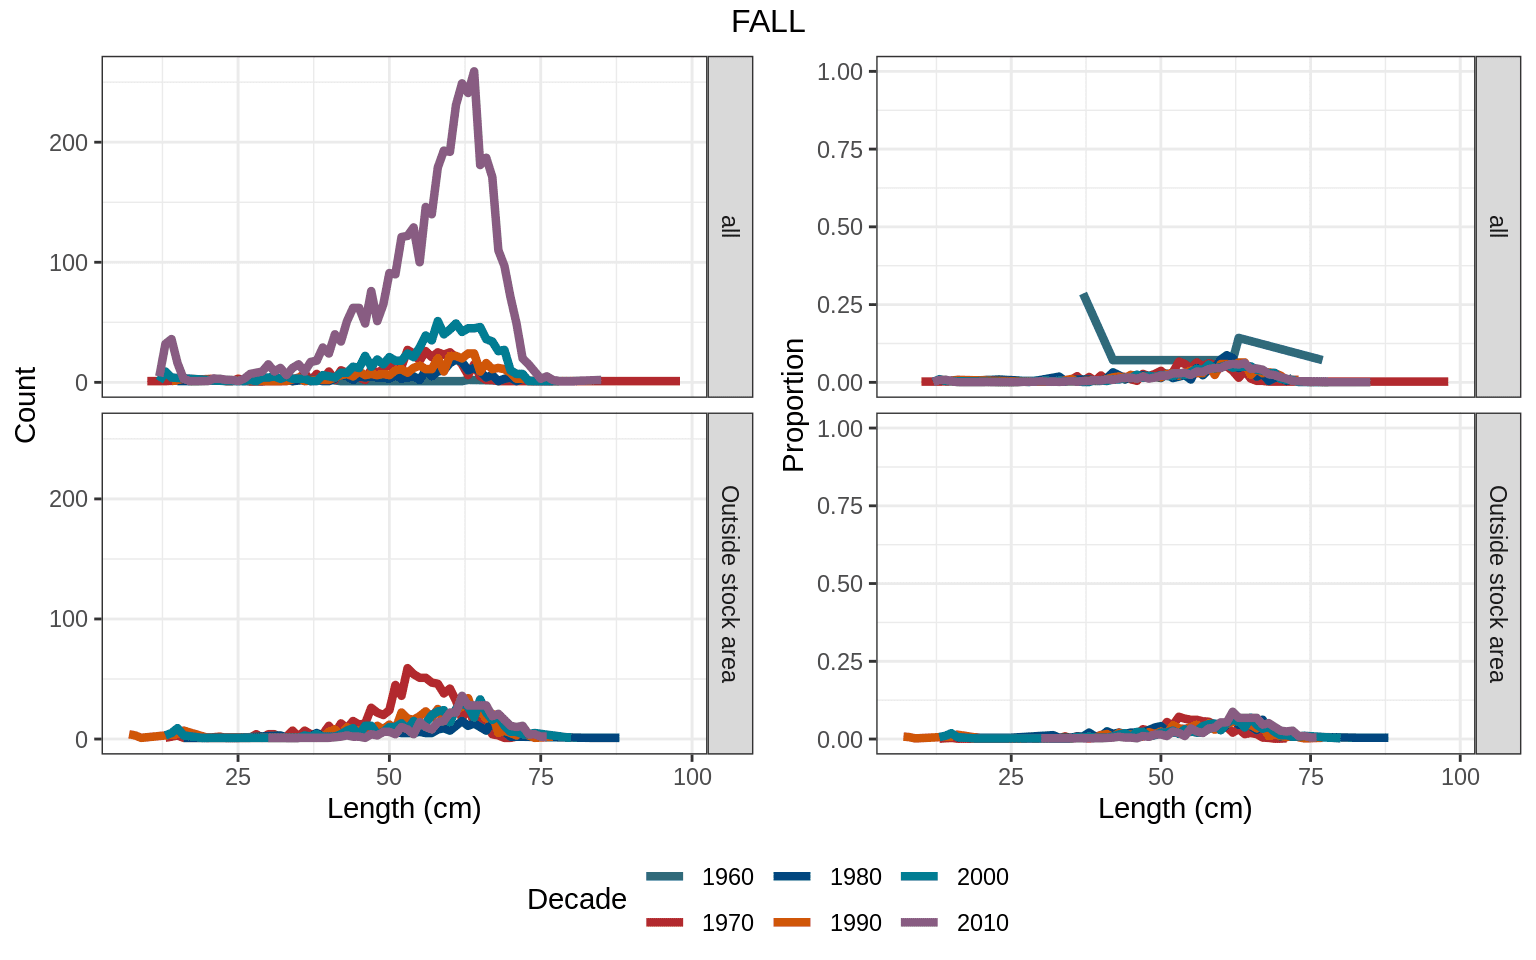 FALL
Count
200
100
0
all
200
100
0
Outside stock area
25 50 75 100
Length (cm)
Proportion
1.00
0.75
0.50
0.25
0.00
all
1.00
0.75
0.50
0.25
0.00
Outside stock area
25 50 75 100
Length (cm)
Decade
1960 1980 2000
1970 1990 2010